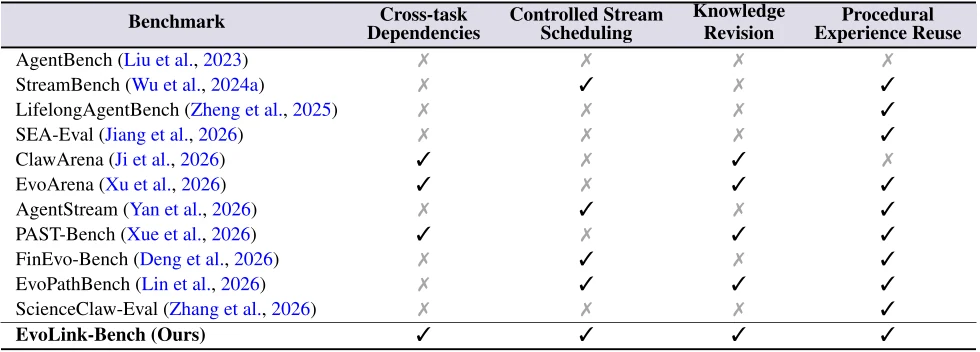 Benchmark Cross-task Dependencies Controlled Stream Scheduling Knowledge Revision Procedural Experience Reuse
AgentBench (Liu et al., 2023) ✗ ✗ ✗ ✗
StreamBench (Wu et al., 2024a) ✗ ✓ ✗ ✓
LifelongAgentBench (Zheng et al., 2025) ✗ ✗ ✗ ✓
SEA-Eval (Jiang et al., 2026) ✗ ✗ ✗ ✓
ClawArena (Ji et al., 2026) ✓ ✗ ✓ ✗
EvoArena (Xu et al., 2026) ✓ ✗ ✓ ✓
AgentStream (Yan et al., 2026) ✗ ✓ ✗ ✓
PAST-Bench (Xue et al., 2026) ✓ ✗ ✓ ✓
FinEvo-Bench (Deng et al., 2026) ✗ ✓ ✗ ✓
EvoPathBench (Lin et al., 2026) ✗ ✓ ✓ ✓
ScienceClaw-Eval (Zhang et al., 2026) ✗ ✗ ✗ ✓
EvoLink-Bench (Ours) ✓ ✓ ✓ ✓